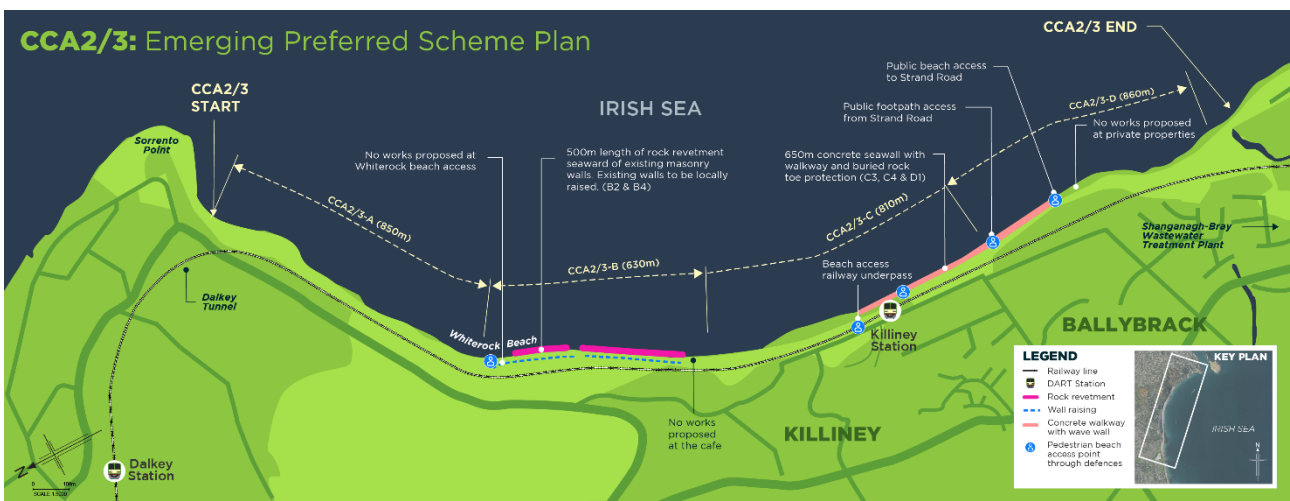 CCA2/3: Emerging Preferred Scheme Plan
CCA2/3 END
CCA2/3
START
IRISH SEA
Public beach access
to Strand Road
Public footpath access
from Strand Road
CCA2/3-D (860m)
No works proposed
at private properties
Sorrento
Point
No works proposed at
Whiterock beach access
500m length of rock revetment
seaward of existing masonry
walls. Existing walls to be locally
raised. (B2 & B4)
650m concrete seawall with
walkway and buried rock
toe protection (C3, C4 & D1)
CCA2/3-A (850m)
CCA2/3-B (630m)
CCA2/3-C (810m)
Shanganagh-Bray
Wastewater
Treatment Plant
Dalkey
Tunnel
Beach access
railway underpass
Whiterock Beach
Killiney
Station
BALLYBRACK
No works
proposed
at the cafe
KILLINEY
Dalkey
Station
N
0 100m
LEGEND
Railway line
DART Station
Rock revetment
Wall raising
Concrete walkway
with wave wall
Pedestrian beach
access point
through defences
KEY PLAN
IRISH SEA
N